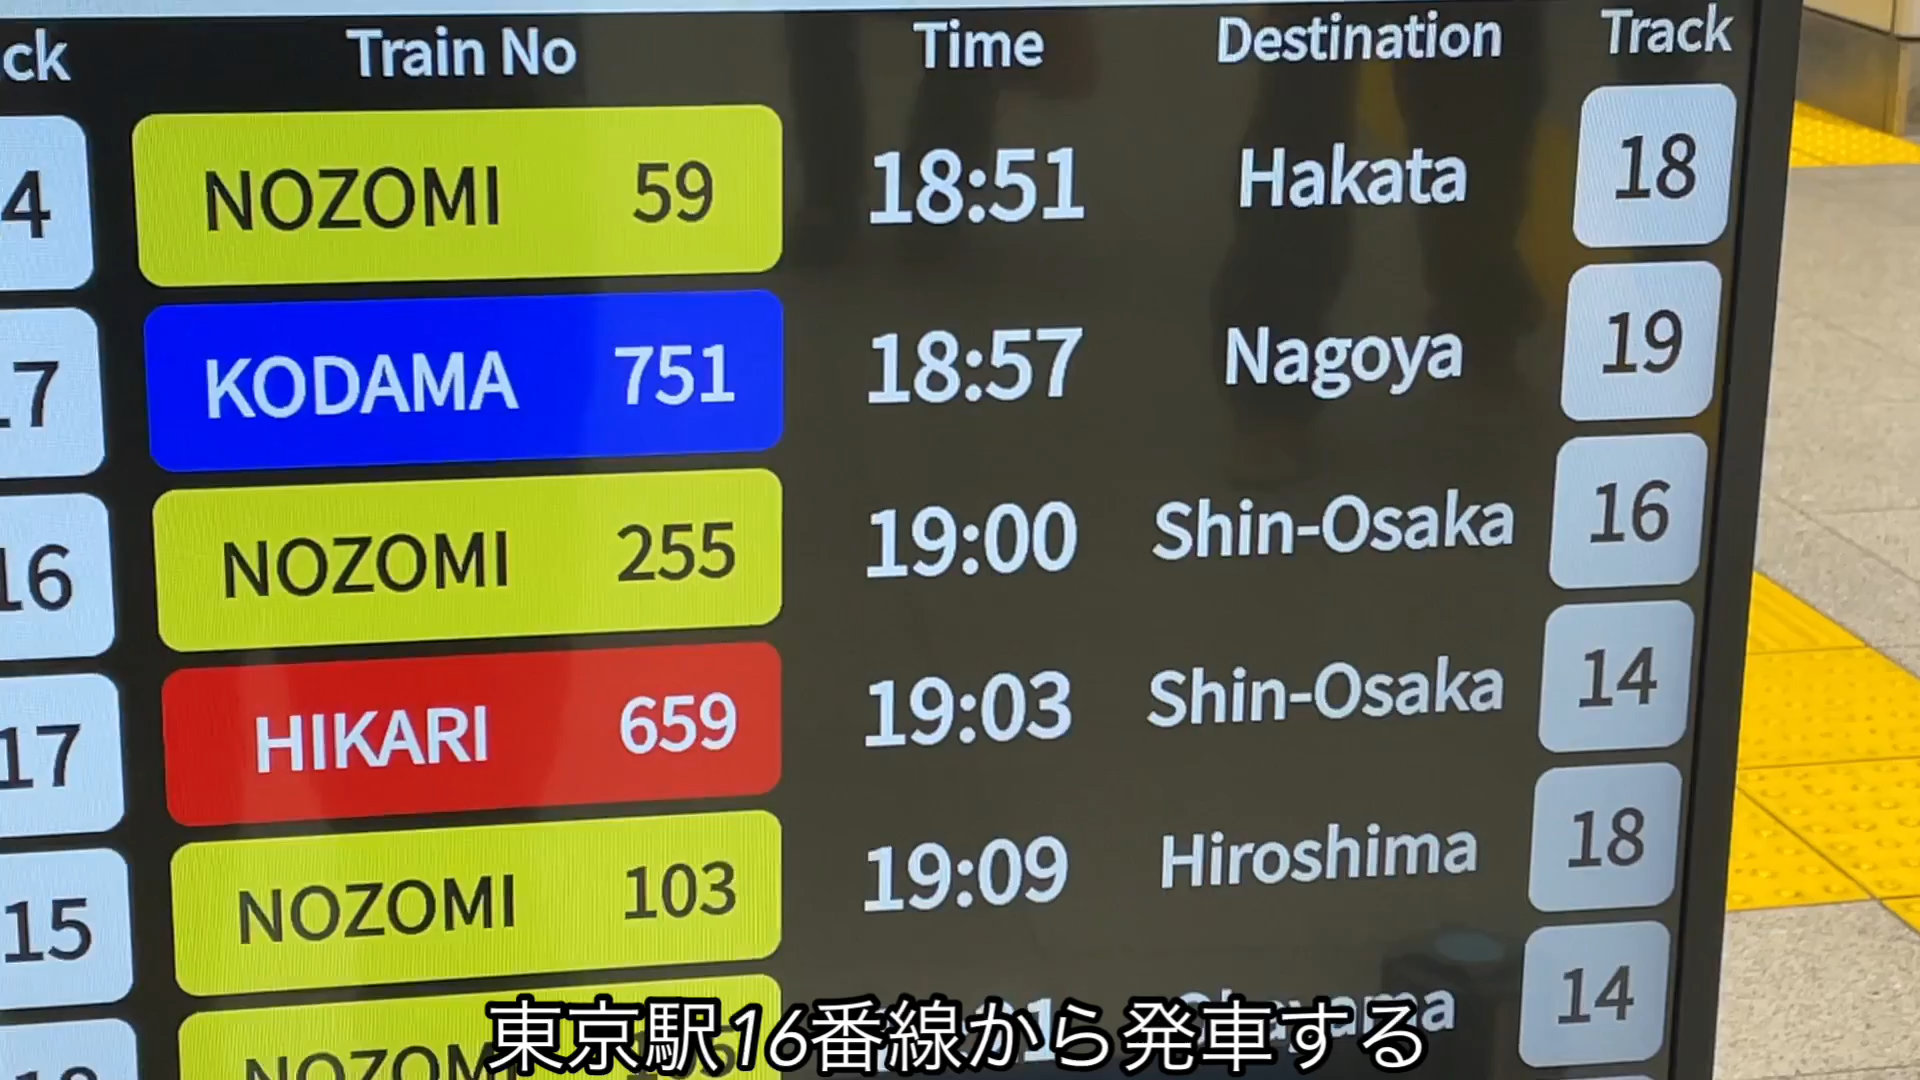 ck Train No Time Destination Track
4 NOZOMI 59 18:51 Hakata 18
17 KODAMA 751 18:57 Nagoya 19
16 NOZOMI 255 19:00 Shin-Osaka 16
17 HIKARI 659 19:03 Shin-Osaka 14
15 NOZOMI 103 19:09 Hiroshima 18
NOZOMI 14
東京駅16番線から発車する